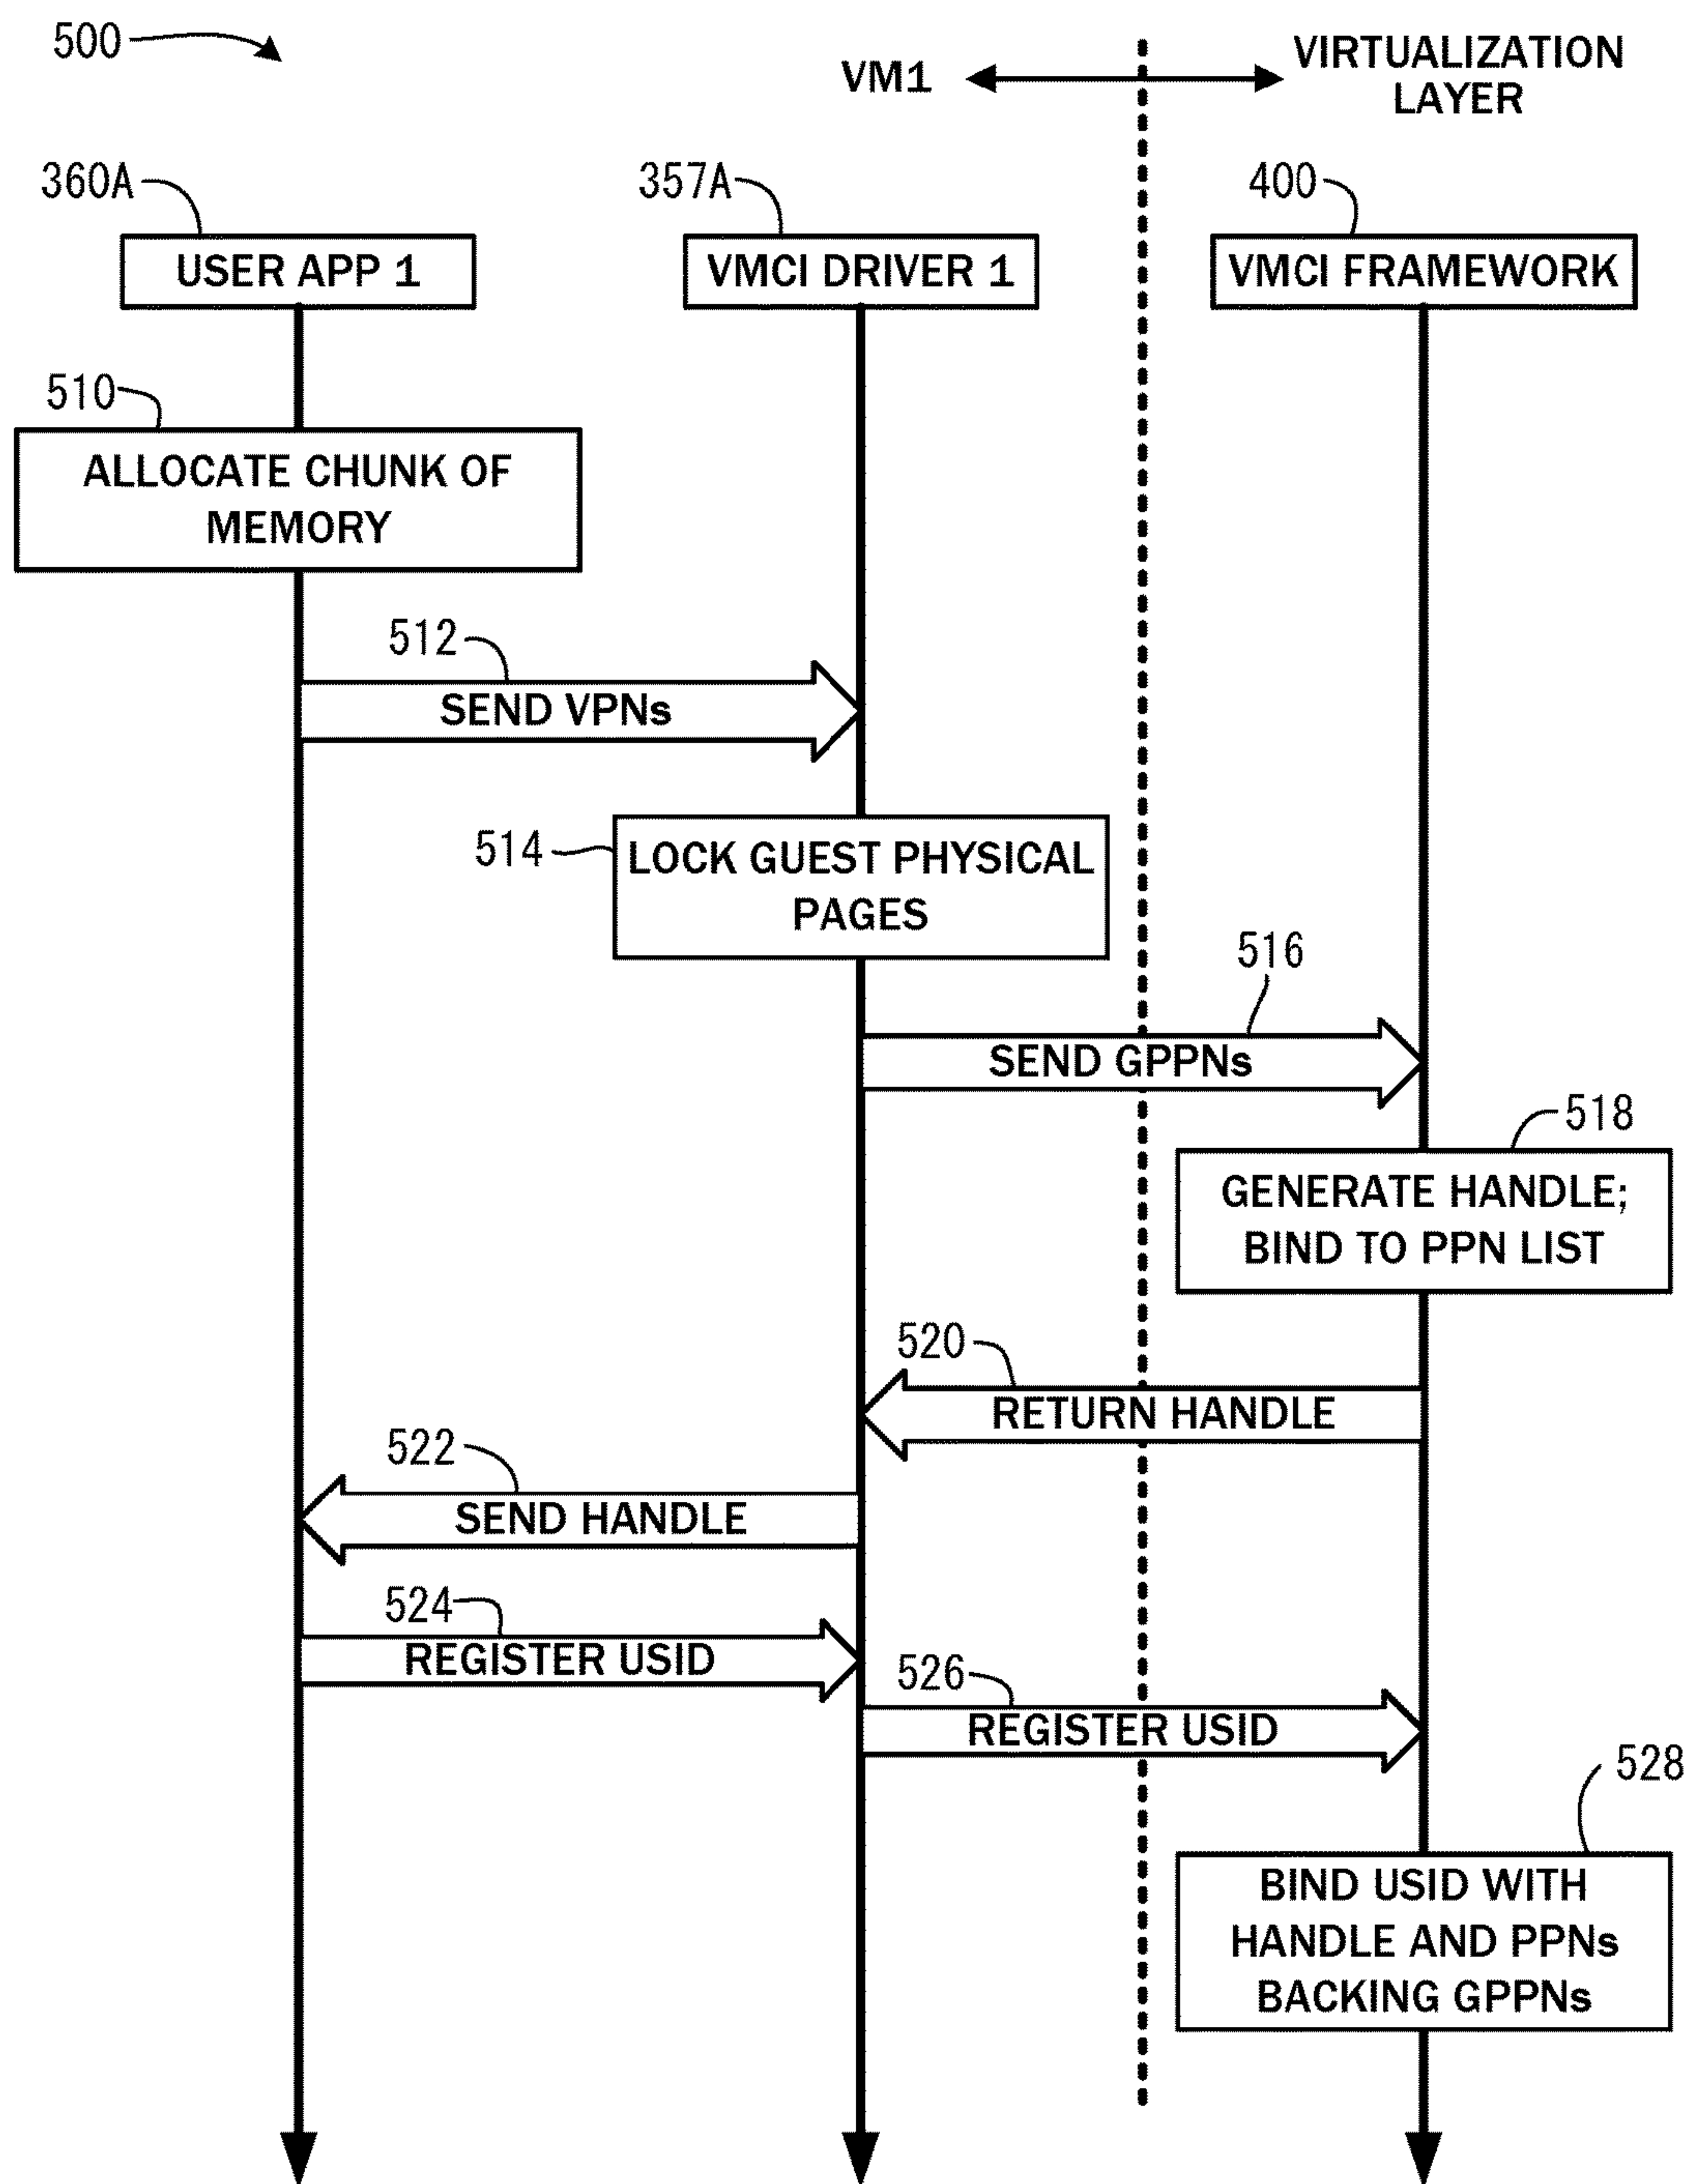 500
VM1
VIRTUALIZATION
LAYER
360A
357A
400
USER APP 1
VMCI DRIVER 1
VMCI FRAMEWORK
510
ALLOCATE CHUNK OF
MEMORY
512
SEND VPNs
514
LOCK GUEST PHYSICAL
PAGES
516
SEND GPPNs
518
GENERATE HANDLE;
BIND TO PPN LIST
520
RETURN HANDLE
522
SEND HANDLE
524
REGISTER USID
526
REGISTER USID
528
BIND USID WITH
HANDLE AND PPNs
BACKING GPPNs